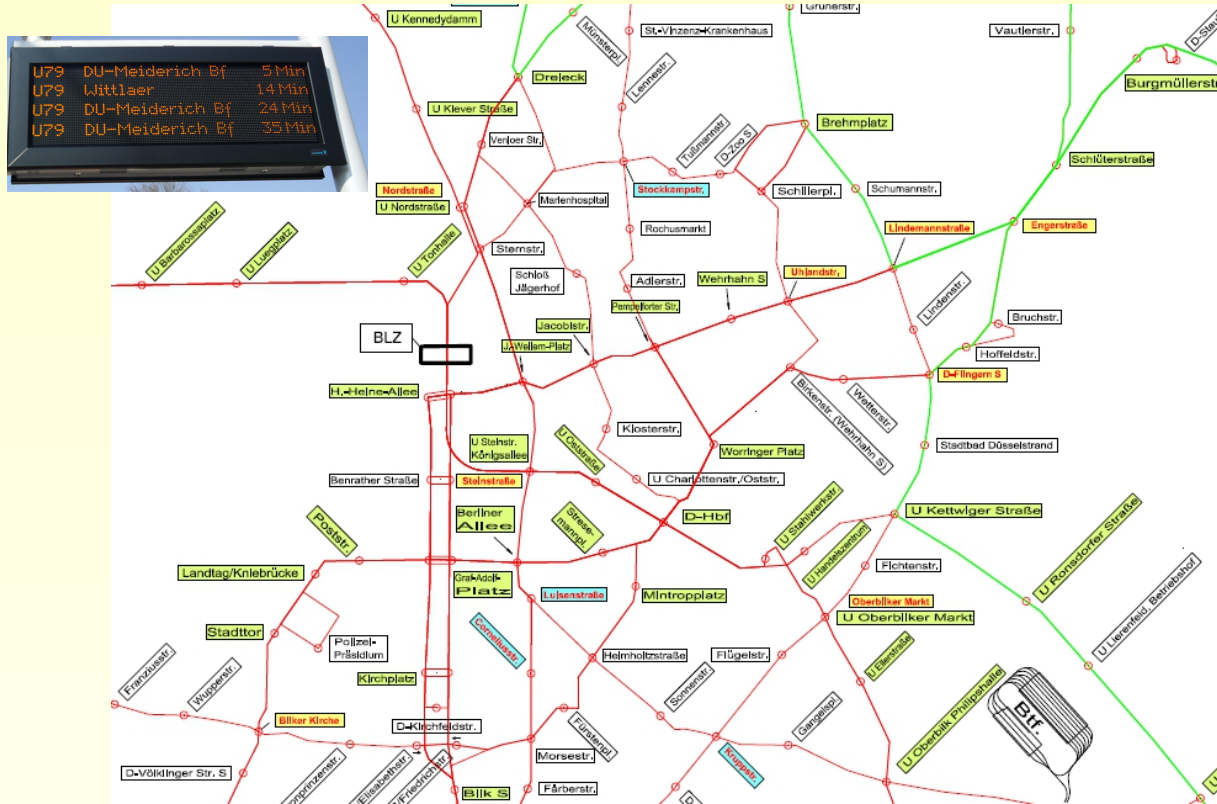 U79 DU-Meiderich Bf 5 Min
U79 Wittlaer 14 Min
U79 DU-Meiderich Bf 24 Min
U79 DU-Meiderich Bf 35 Min
U Kennedydamm
Münsterpl.
St.-Vinzenz-Krankenhaus
Grunerstr.
Vautierstr.
Dreieck
Lennestr.
Burgmüllerstr
U Klever Straße
Venloer Str.
Tußmannstr.
D-Zoo S
Brehmplatz
Schlüterstraße
Nordstraße
U Nordstraße
Marienhospital
Stockkampstr.
Schillerpl.
Schumannstr.
U Barbarossaplatz
U Luegplatz
U Tonhalle
Sternstr.
Rochusmarkt
Lindemannstraße
Engerstraße
Schloß
Jägerhof
Adlerstr.
Wehrhahn S
Uhlandstr.
Pempelforter Str.
Lindenstr.
Bruchstr.
BLZ
Jacobistr.
J.-Wellem-Platz
Hoffeldstr.
H.-Heine-Allee
D-Flingern S
Birkenstr. (Wehrhahn S)
Wetterstr.
Klosterstr.
U Steinstr.
Königsallee
U Oststraße
Worringer Platz
Stadtbad Düsselstrand
Benrather Straße
Steinstraße
U Charlottenstr./Oststr.
Berliner
Allee
Strese-
mannpl.
D-Hbf
U Stahlwerkstr.
U Handelszentrum
U Kettwiger Straße
U Ronsdorfer Straße
Poststr.
Landtag/Kniebrücke
Graf-Adolf-
Platz
Luisenstraße
Mintropplatz
Fichtenstr.
Oberbilker Markt
U Oberbilker Markt
U Lierenfeld, Betriebshof
Stadttor
Polizei-
Präsidium
Corneliusstr.
Helmholtzstraße
Flügelstr.
U Ellerstraße
Kirchplatz
Sonnenstr.
Franziusstr.
Wupperstr.
Bilker Kirche
D-Kirchfeldstr.
Fürstenpl.
Gangelspl.
U Oberbilk Philipshalle
Btf.
Kruppstr.
D-Völklinger Str. S
Morsestr.
Bilk S
Färberstr.